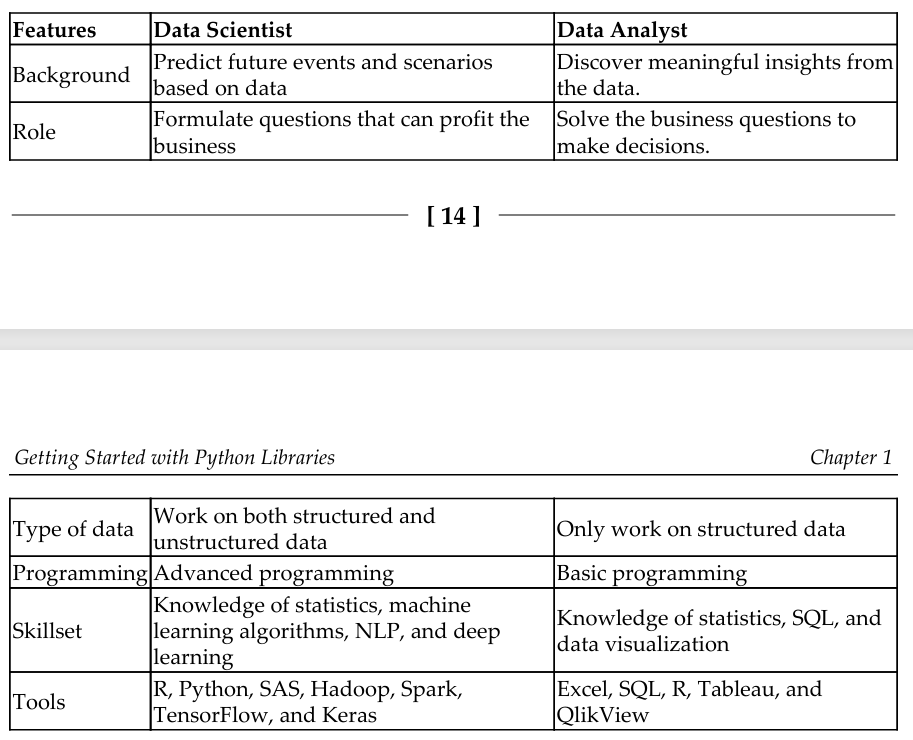 Features Data Scientist Data Analyst
Background Predict future events and scenarios based on data Discover meaningful insights from the data.
Role Formulate questions that can profit the business Solve the business questions to make decisions.
[ 14 ]
Getting Started with Python Libraries Chapter 1
Type of data Work on both structured and unstructured data Only work on structured data
Programming Advanced programming Basic programming
Skillset Knowledge of statistics, machine learning algorithms, NLP, and deep learning Knowledge of statistics, SQL, and data visualization
Tools R, Python, SAS, Hadoop, Spark, TensorFlow, and Keras Excel, SQL, R, Tableau, and QlikView